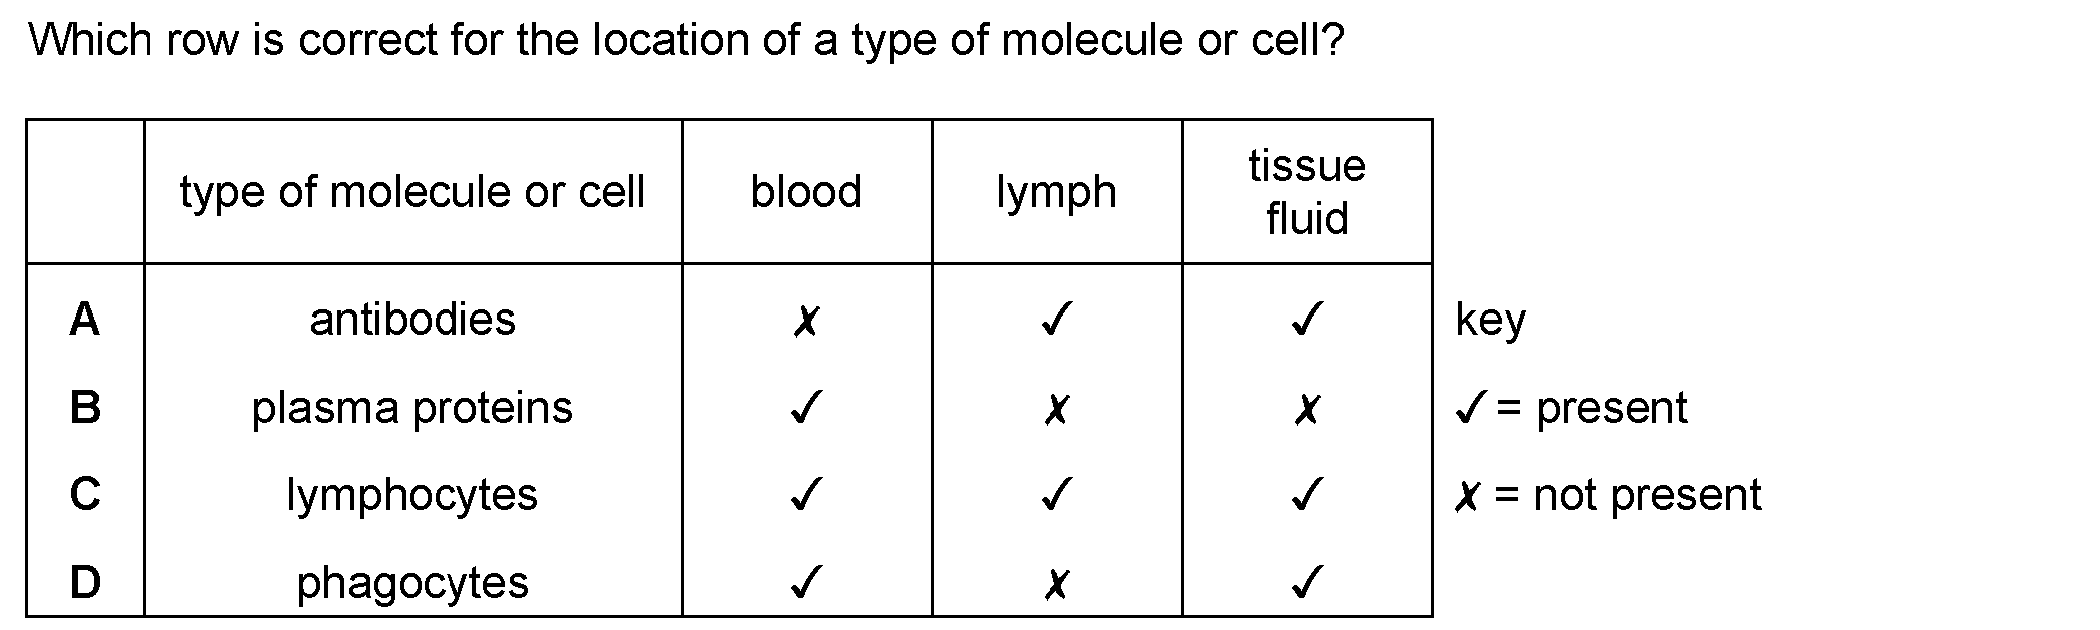 Which row is correct for the location of a type of molecule or cell?
type of molecule or cell blood lymph tissue fluid
A antibodies ✗ ✓ ✓ key
B plasma proteins ✓ ✗ ✗ ✓ = present
C lymphocytes ✓ ✓ ✓ ✗ = not present
D phagocytes ✓ ✗ ✓